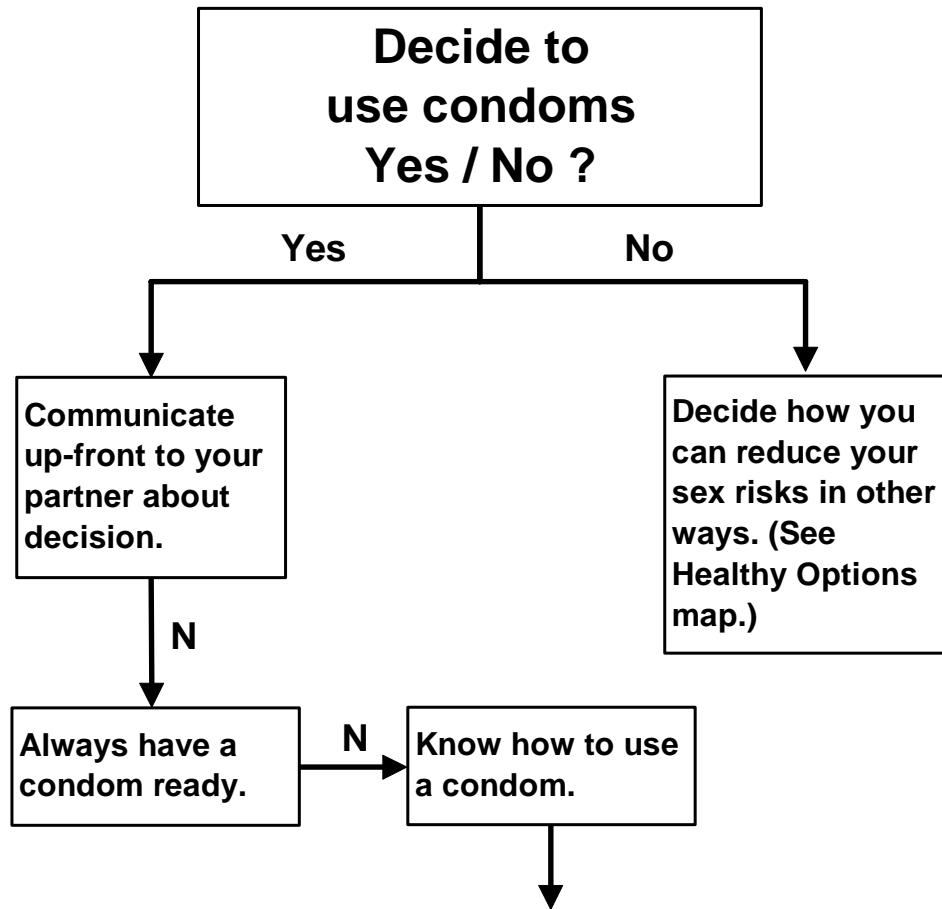 Decide to
use condoms
Yes / No ?
Yes
No
Communicate
up-front to your
partner about
decision.
Decide how you
can reduce your
sex risks in other
ways. (See
Healthy Options
map.)
N
Always have a
condom ready.
N
Know how to use
a condom.